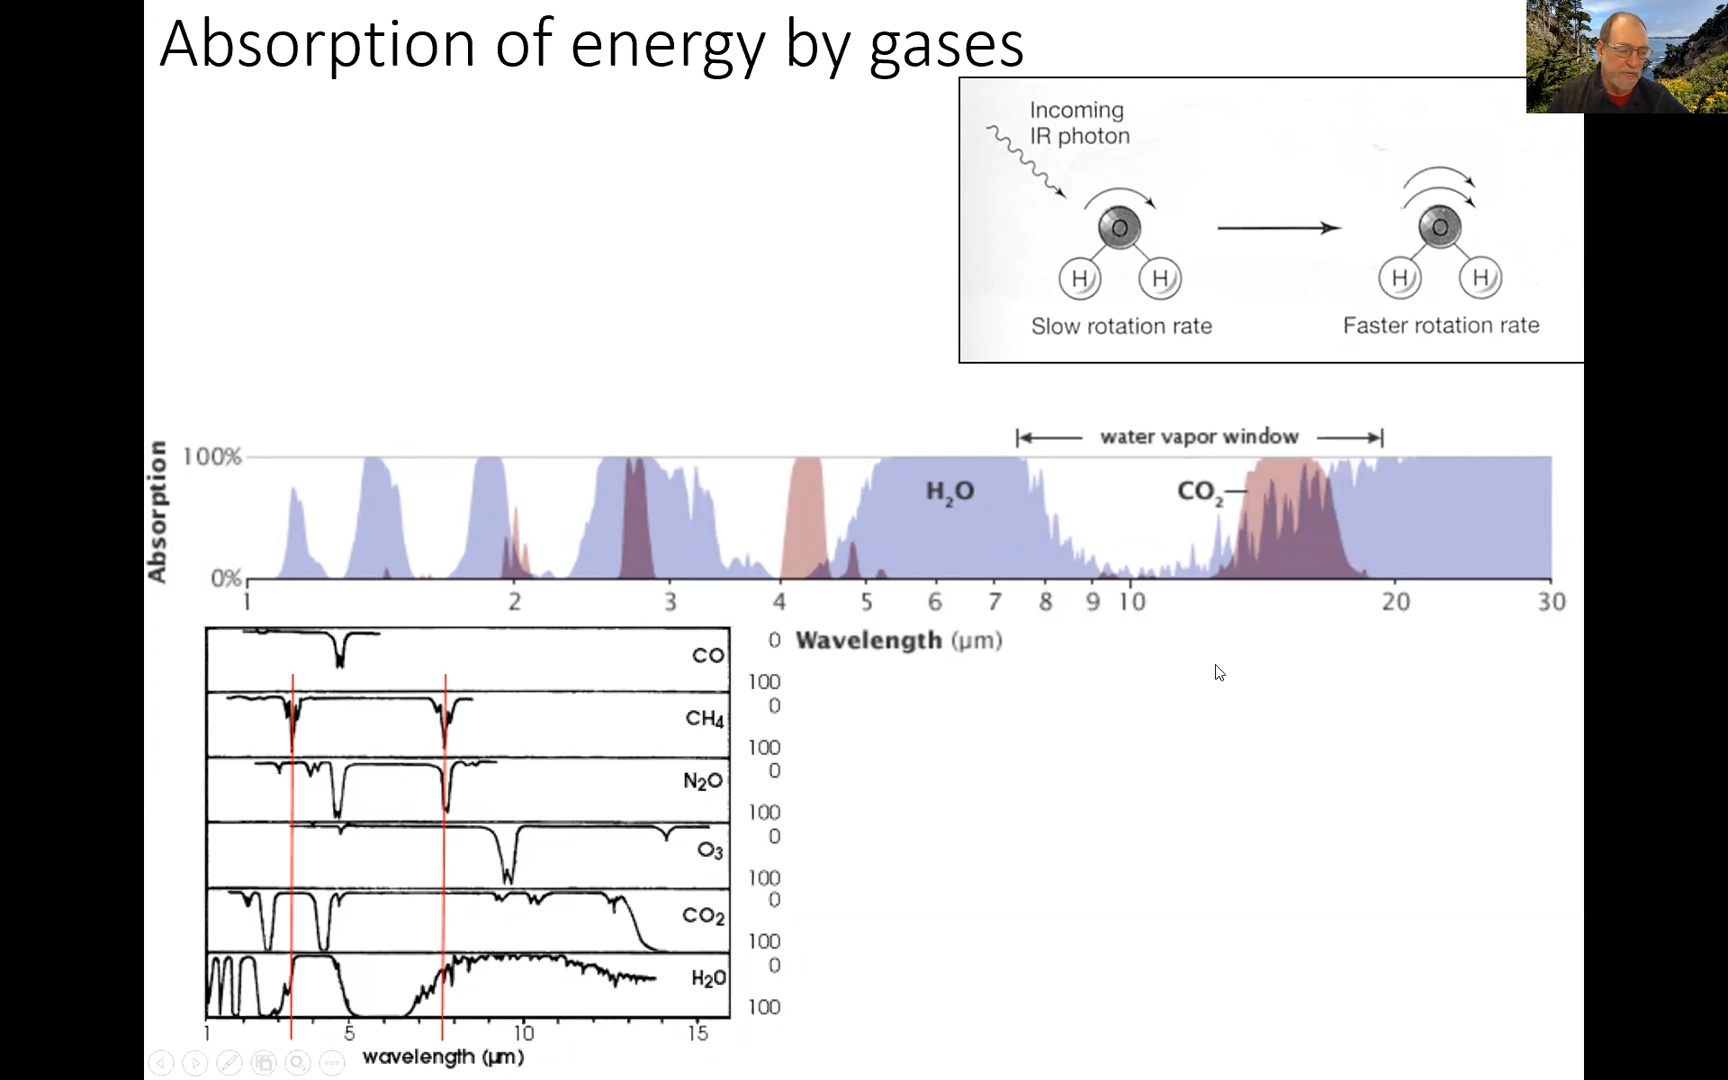 Absorption of energy by gases
Incoming
IR photon
O
H
H
Slow rotation rate
O
H
H
Faster rotation rate
water vapor window
Absorption
100%
0%
H₂O
CO₂
1 2 3 4 5 6 7 8 9 10 20 30
Wavelength (μm)
CO
0
100
CH4
0
100
N2O
0
100
O3
0
100
CO2
0
100
H2O
0
100
1 5 10 15
wavelength (μm)